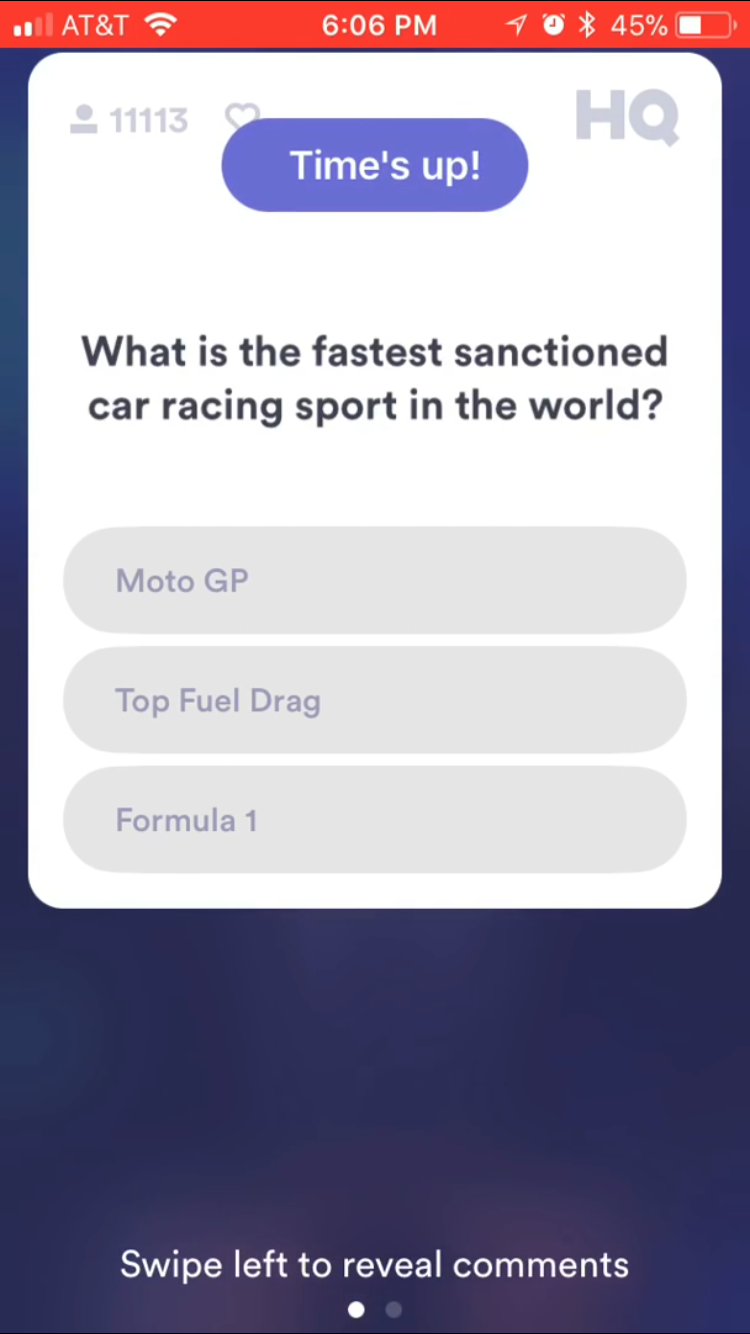 AT&T 6:06 PM 45%
11113 HQ
Time's up!
What is the fastest sanctioned
car racing sport in the world?
Moto GP
Top Fuel Drag
Formula 1
Swipe left to reveal comments